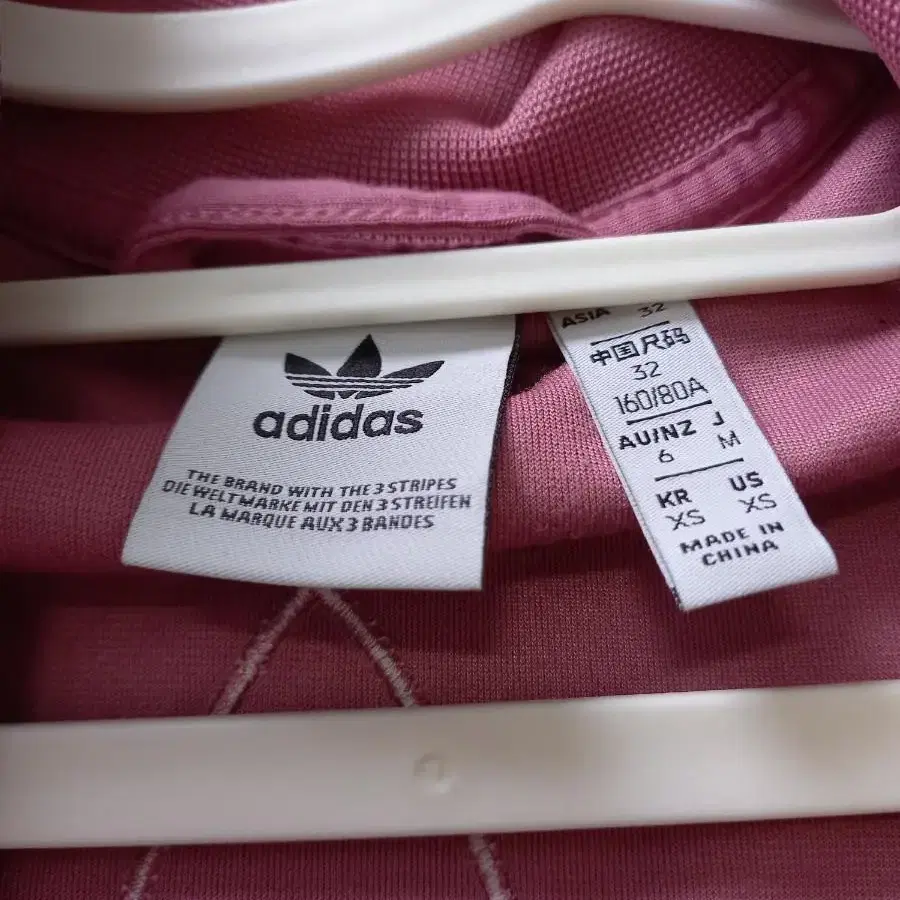 adidas
THE BRAND WITH THE 3 STRIPES
DIE WELTMARKE MIT DEN 3 STREIFEN
LA MARQUE AUX 3 BANDES
ASIA 32
中国尺码
32
160/80A
AU/NZ J
6 M
KR US
XS XS
MADE IN
CHINA